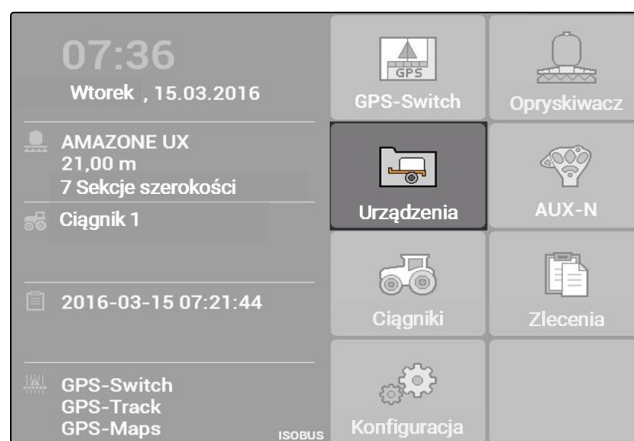 07:36
Wtorek , 15.03.2016
AMAZONE UX
21,00 m
7 Sekcje szerokości
Ciągnik 1
2016-03-15 07:21:44
GPS-Switch
GPS-Track
GPS-Maps
ISOBUS
GPS
GPS-Switch
Opryskiwacz
Urządzenia
AUX-N
Ciągniki
Zlecenia
Konfiguracja